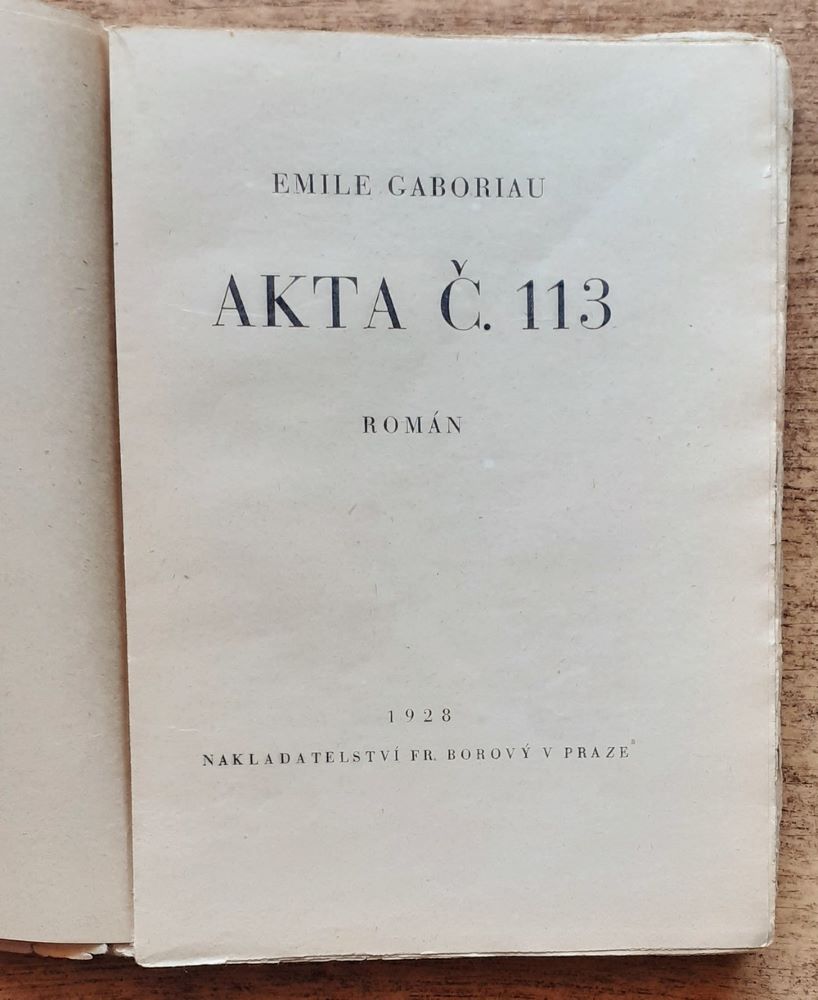 EMILE GABORIAU
AKTA Č. 113
ROMÁN
1928
NAKLADATELSTVÍ FR. BOROVÝ V PRAZE